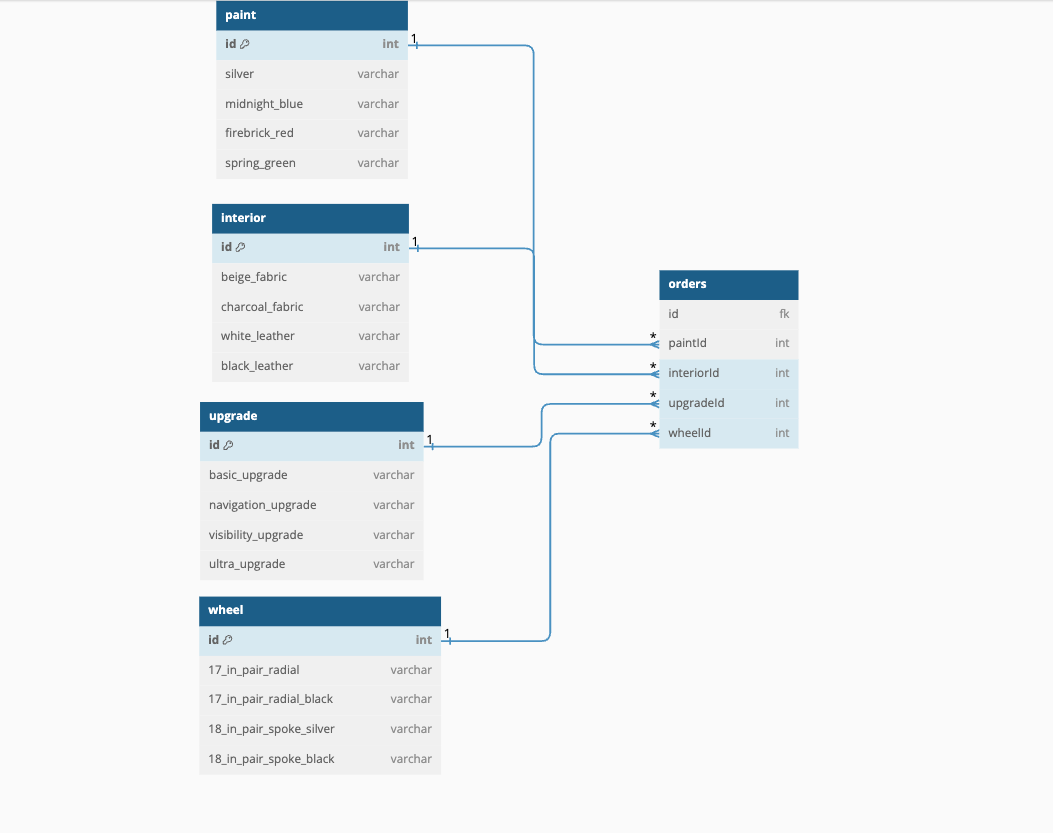 paint
id int
silver varchar
midnight_blue varchar
firebrick_red varchar
spring_green varchar
1
interior
id int
beige_fabric varchar
charcoal_fabric varchar
white_leather varchar
black_leather varchar
1
upgrade
id int
basic_upgrade varchar
navigation_upgrade varchar
visibility_upgrade varchar
ultra_upgrade varchar
1
wheel
id int
17_in_pair_radial varchar
17_in_pair_radial_black varchar
18_in_pair_spoke_silver varchar
18_in_pair_spoke_black varchar
1
orders
id fk
* paintId int
* interiorId int
* upgradeId int
* wheelId int